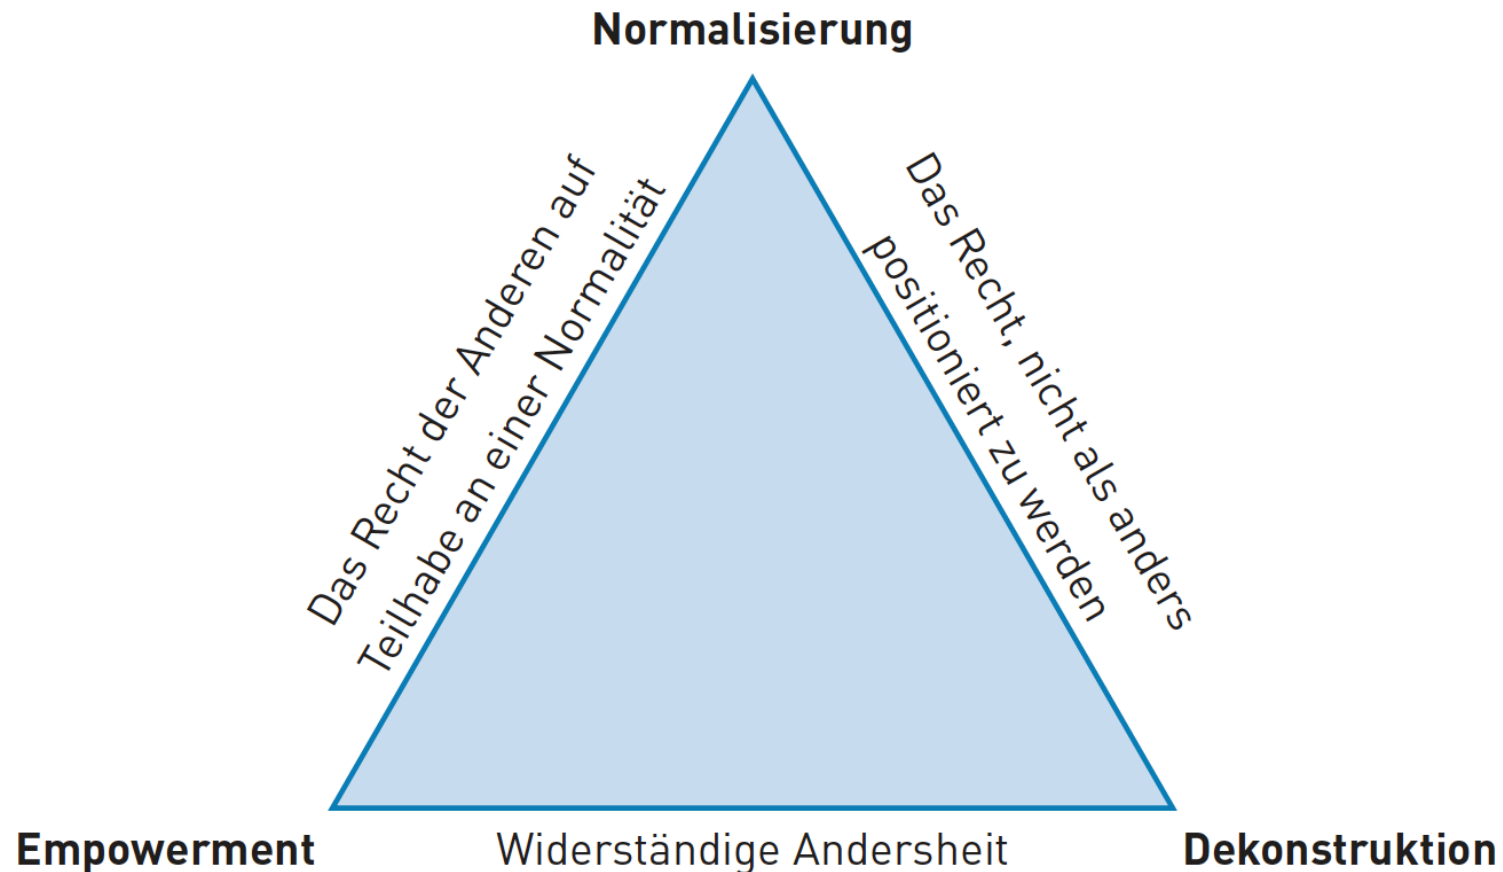 Normalisierung
Das Recht der Anderen auf
Teilhabe an einer Normalität
Das Recht, nicht als anders
positioniert zu werden
Empowerment
Widerständige Andersheit
Dekonstruktion